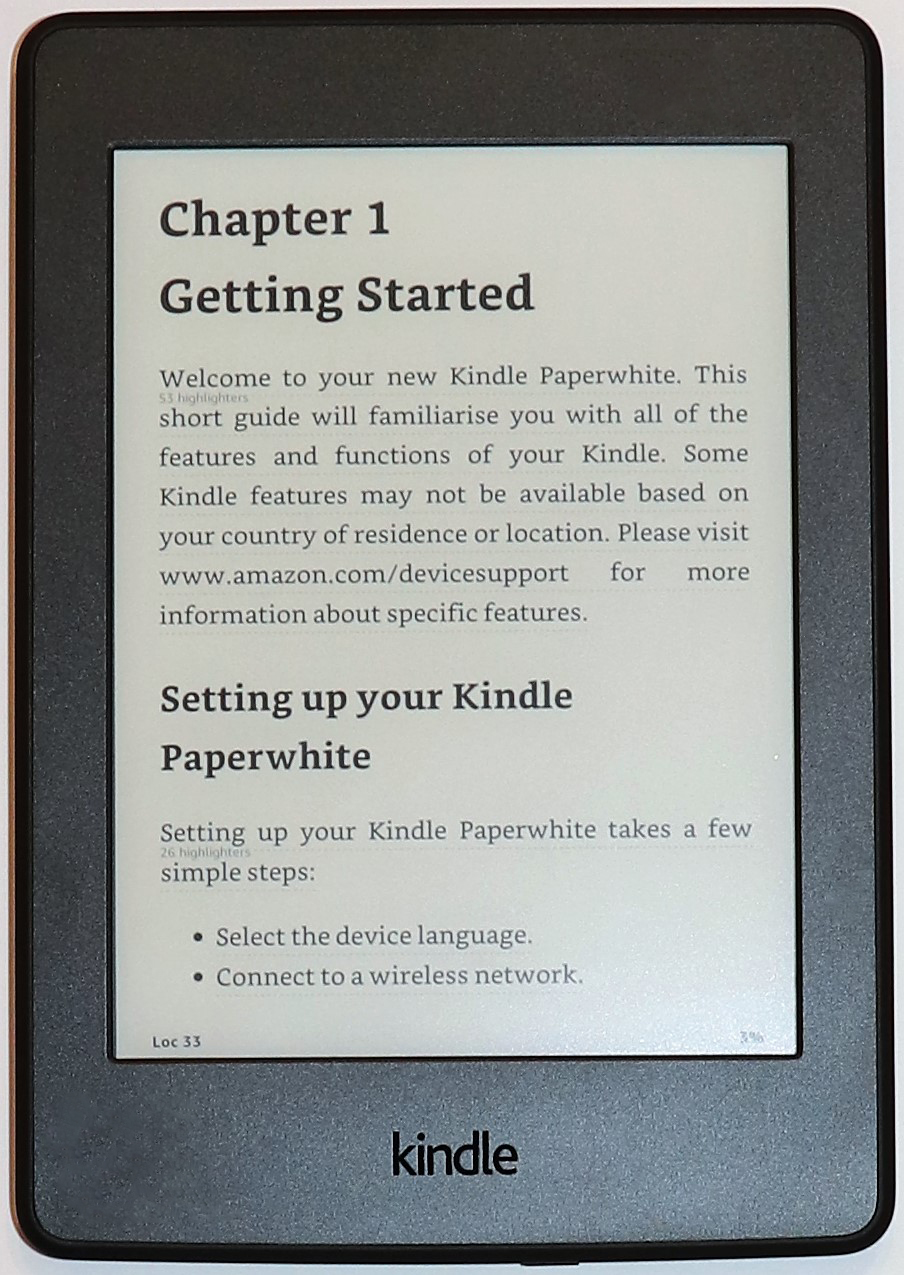 Chapter 1
Getting Started
Welcome to your new Kindle Paperwhite. This
53 highlighters
short guide will familiarise you with all of the
features and functions of your Kindle. Some
Kindle features may not be available based on
your country of residence or location. Please visit
www.amazon.com/devicesupport for more
information about specific features.
Setting up your Kindle
Paperwhite
Setting up your Kindle Paperwhite takes a few
26 highlighters
simple steps:
• Select the device language.
• Connect to a wireless network.
Loc 33 3%
kindle